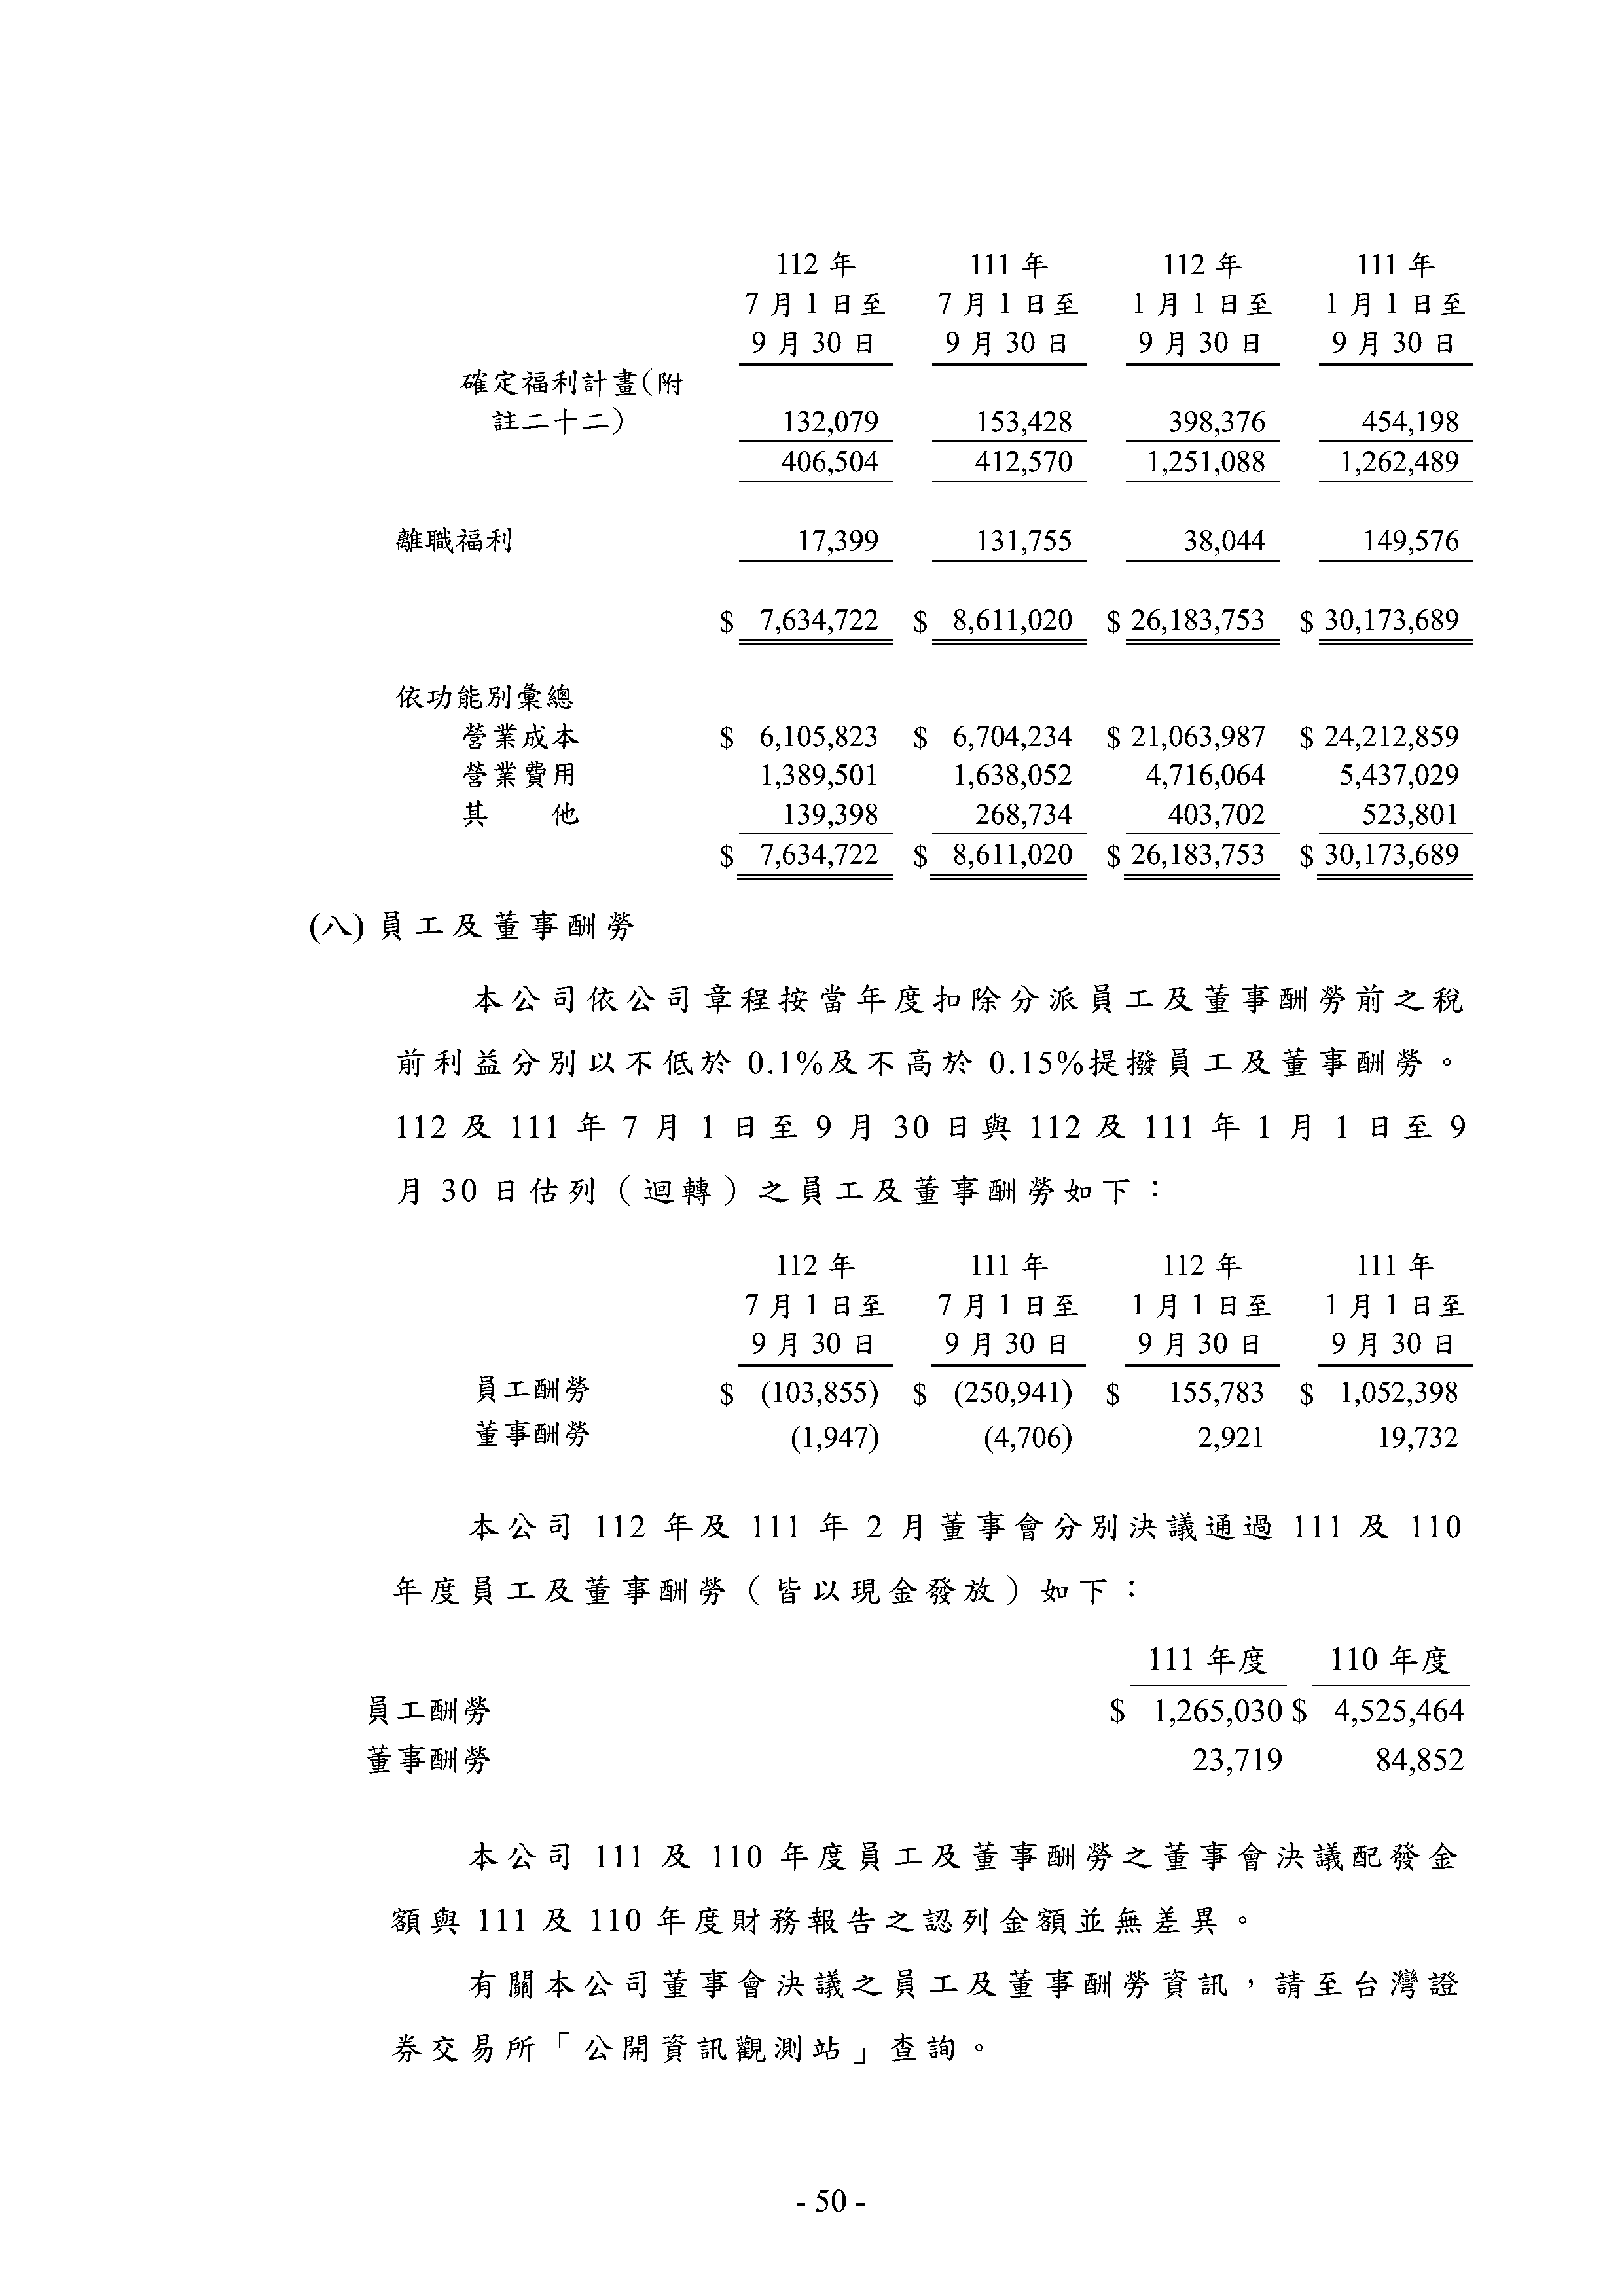 112 年 111 年 112 年 111 年
7 月 1 日至 7 月 1 日至 1 月 1 日至 1 月 1 日至
9 月 30 日 9 月 30 日 9 月 30 日 9 月 30 日
確定福利計畫(附
註二十二) 132,079 153,428 398,376 454,198
406,504 412,570 1,251,088 1,262,489
離職福利 17,399 131,755 38,044 149,576
$ 7,634,722 $ 8,611,020 $ 26,183,753 $ 30,173,689
依功能別彙總
營業成本 $ 6,105,823 $ 6,704,234 $ 21,063,987 $ 24,212,859
營業費用 1,389,501 1,638,052 4,716,064 5,437,029
其 他 139,398 268,734 403,702 523,801
$ 7,634,722 $ 8,611,020 $ 26,183,753 $ 30,173,689
(八) 員工及董事酬勞
本公司依公司章程按當年度扣除分派員工及董事酬勞前之稅
前利益分別以不低於 0.1%及不高於 0.15%提撥員工及董事酬勞。
112 及 111 年 7 月 1 日至 9 月 30 日與 112 及 111 年 1 月 1 日至 9
月 30 日估列(迴轉)之員工及董事酬勞如下:
112 年 111 年 112 年 111 年
7 月 1 日至 7 月 1 日至 1 月 1 日至 1 月 1 日至
9 月 30 日 9 月 30 日 9 月 30 日 9 月 30 日
員工酬勞 $ (103,855) $ (250,941) $ 155,783 $ 1,052,398
董事酬勞 (1,947) (4,706) 2,921 19,732
本公司 112 年及 111 年 2 月董事會分別決議通過 111 及 110
年度員工及董事酬勞(皆以現金發放)如下:
111 年度 110 年度
員工酬勞 $ 1,265,030 $ 4,525,464
董事酬勞 23,719 84,852
本公司 111 及 110 年度員工及董事酬勞之董事會決議配發金
額與 111 及 110 年度財務報告之認列金額並無差異。
有關本公司董事會決議之員工及董事酬勞資訊,請至台灣證
券交易所「公開資訊觀測站」查詢。
- 50 -